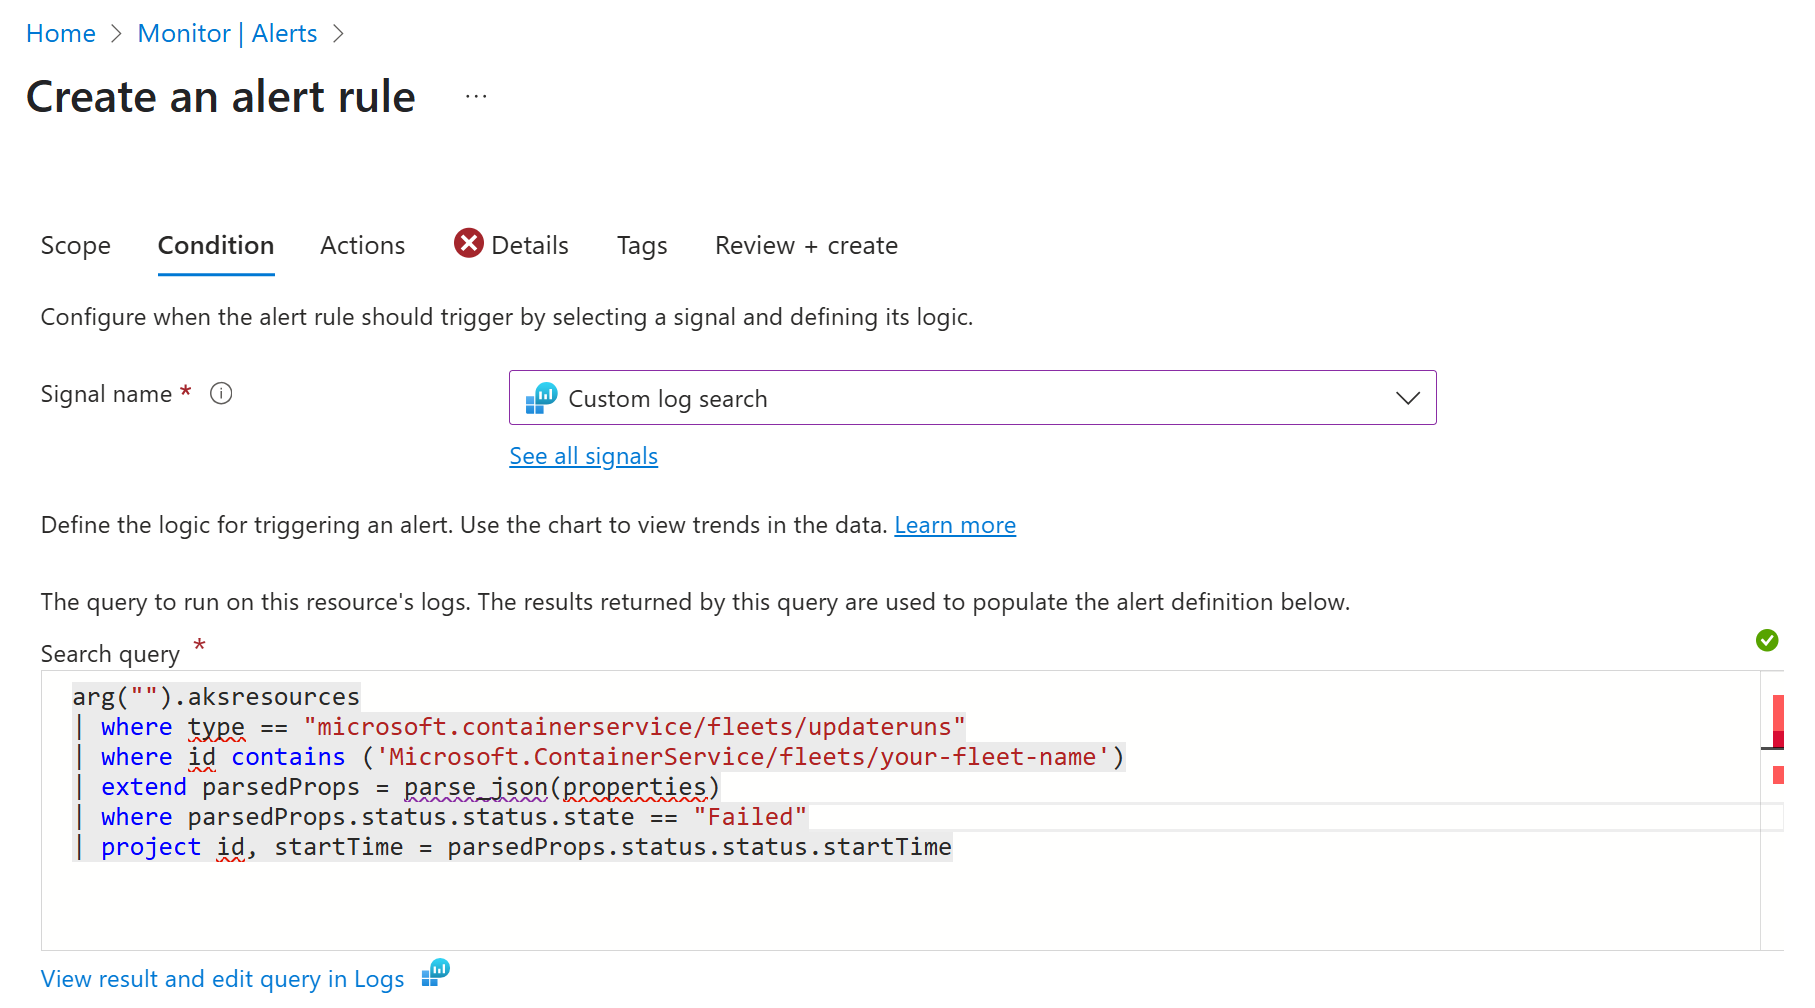 Home > Monitor | Alerts >
Create an alert rule ...
Scope Condition Actions Details Tags Review + create
Configure when the alert rule should trigger by selecting a signal and defining its logic.
Signal name *
Custom log search
See all signals
Define the logic for triggering an alert. Use the chart to view trends in the data. Learn more
The query to run on this resource's logs. The results returned by this query are used to populate the alert definition below.
Search query *
arg("").aksresources
| where type == "microsoft.containerservice/fleets/updateruns"
| where id contains ('Microsoft.ContainerService/fleets/your-fleet-name')
| extend parsedProps = parse_json(properties)
| where parsedProps.status.status.state == "Failed"
| project id, startTime = parsedProps.status.status.startTime
View result and edit query in Logs